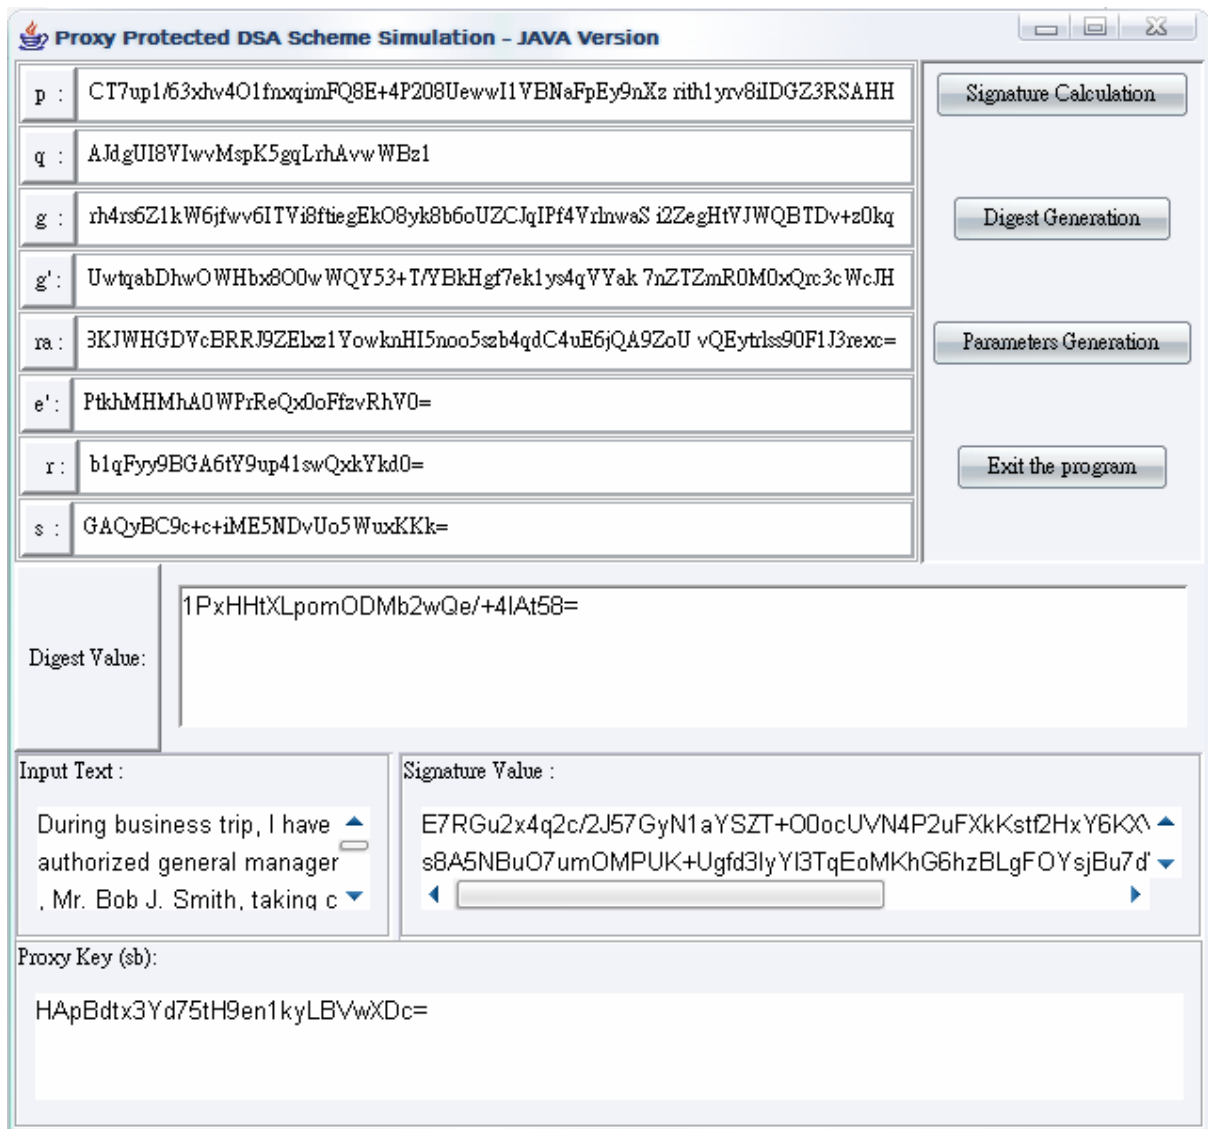 Proxy Protected DSA Scheme Simulation - JAVA Version
p : CT7up1/63xhv4O1fnxqimFQ8E+4P208UewwI1VBNaFpEy9nXz rith1yrv8iIDGZ3RSAHH
Signature Calculation
q : AJdgUI8VIwvMspK5gqLrhAvwWBz1
g : rh4rs6Z1kW6jfwv6ITVi8ftiegEkO8yk8b6oUZCJqIPf4VrlnwaS i2ZegHtVJWQBTDv+z0kq
Digest Generation
g': UwtqabDhwOWHbx8O0wWQY53+T/YBkHgf7ek1ys4qVYak 7nZTZmR0M0xQrc3cWcJH
ra : 3KJWHGDVcBRRJ9ZElxz1YowknHI5noo5szb4qdC4uE6jQA9ZoU vQEytrlss90F1J3rexc=
Parameters Generation
e': PtkhMHMhA0WPrReQx0oFfzvRhV0=
r : b1qFyy9BGA6tY9up41swQxkYkd0=
Exit the program
s : GAQyBC9c+c+iME5NDvUo5WuxKKk=
Digest Value:
1PxHHtXLpomODMb2wQe/+4lAt58=
Input Text :
During business trip, I have
authorized general manager
, Mr. Bob J. Smith, taking c
Signature Value :
E7RGu2x4q2c/2J57GyN1aYSZT+O0ocUVN4P2uFXkKstf2HxY6KX
s8A5NBuO7umOMPUK+Ugfd3lyYl3TqEoMKhG6hzBLgFOYsjBu7d
Proxy Key (sb):
HApBdtx3Yd75tH9en1kyLBVwXDc=